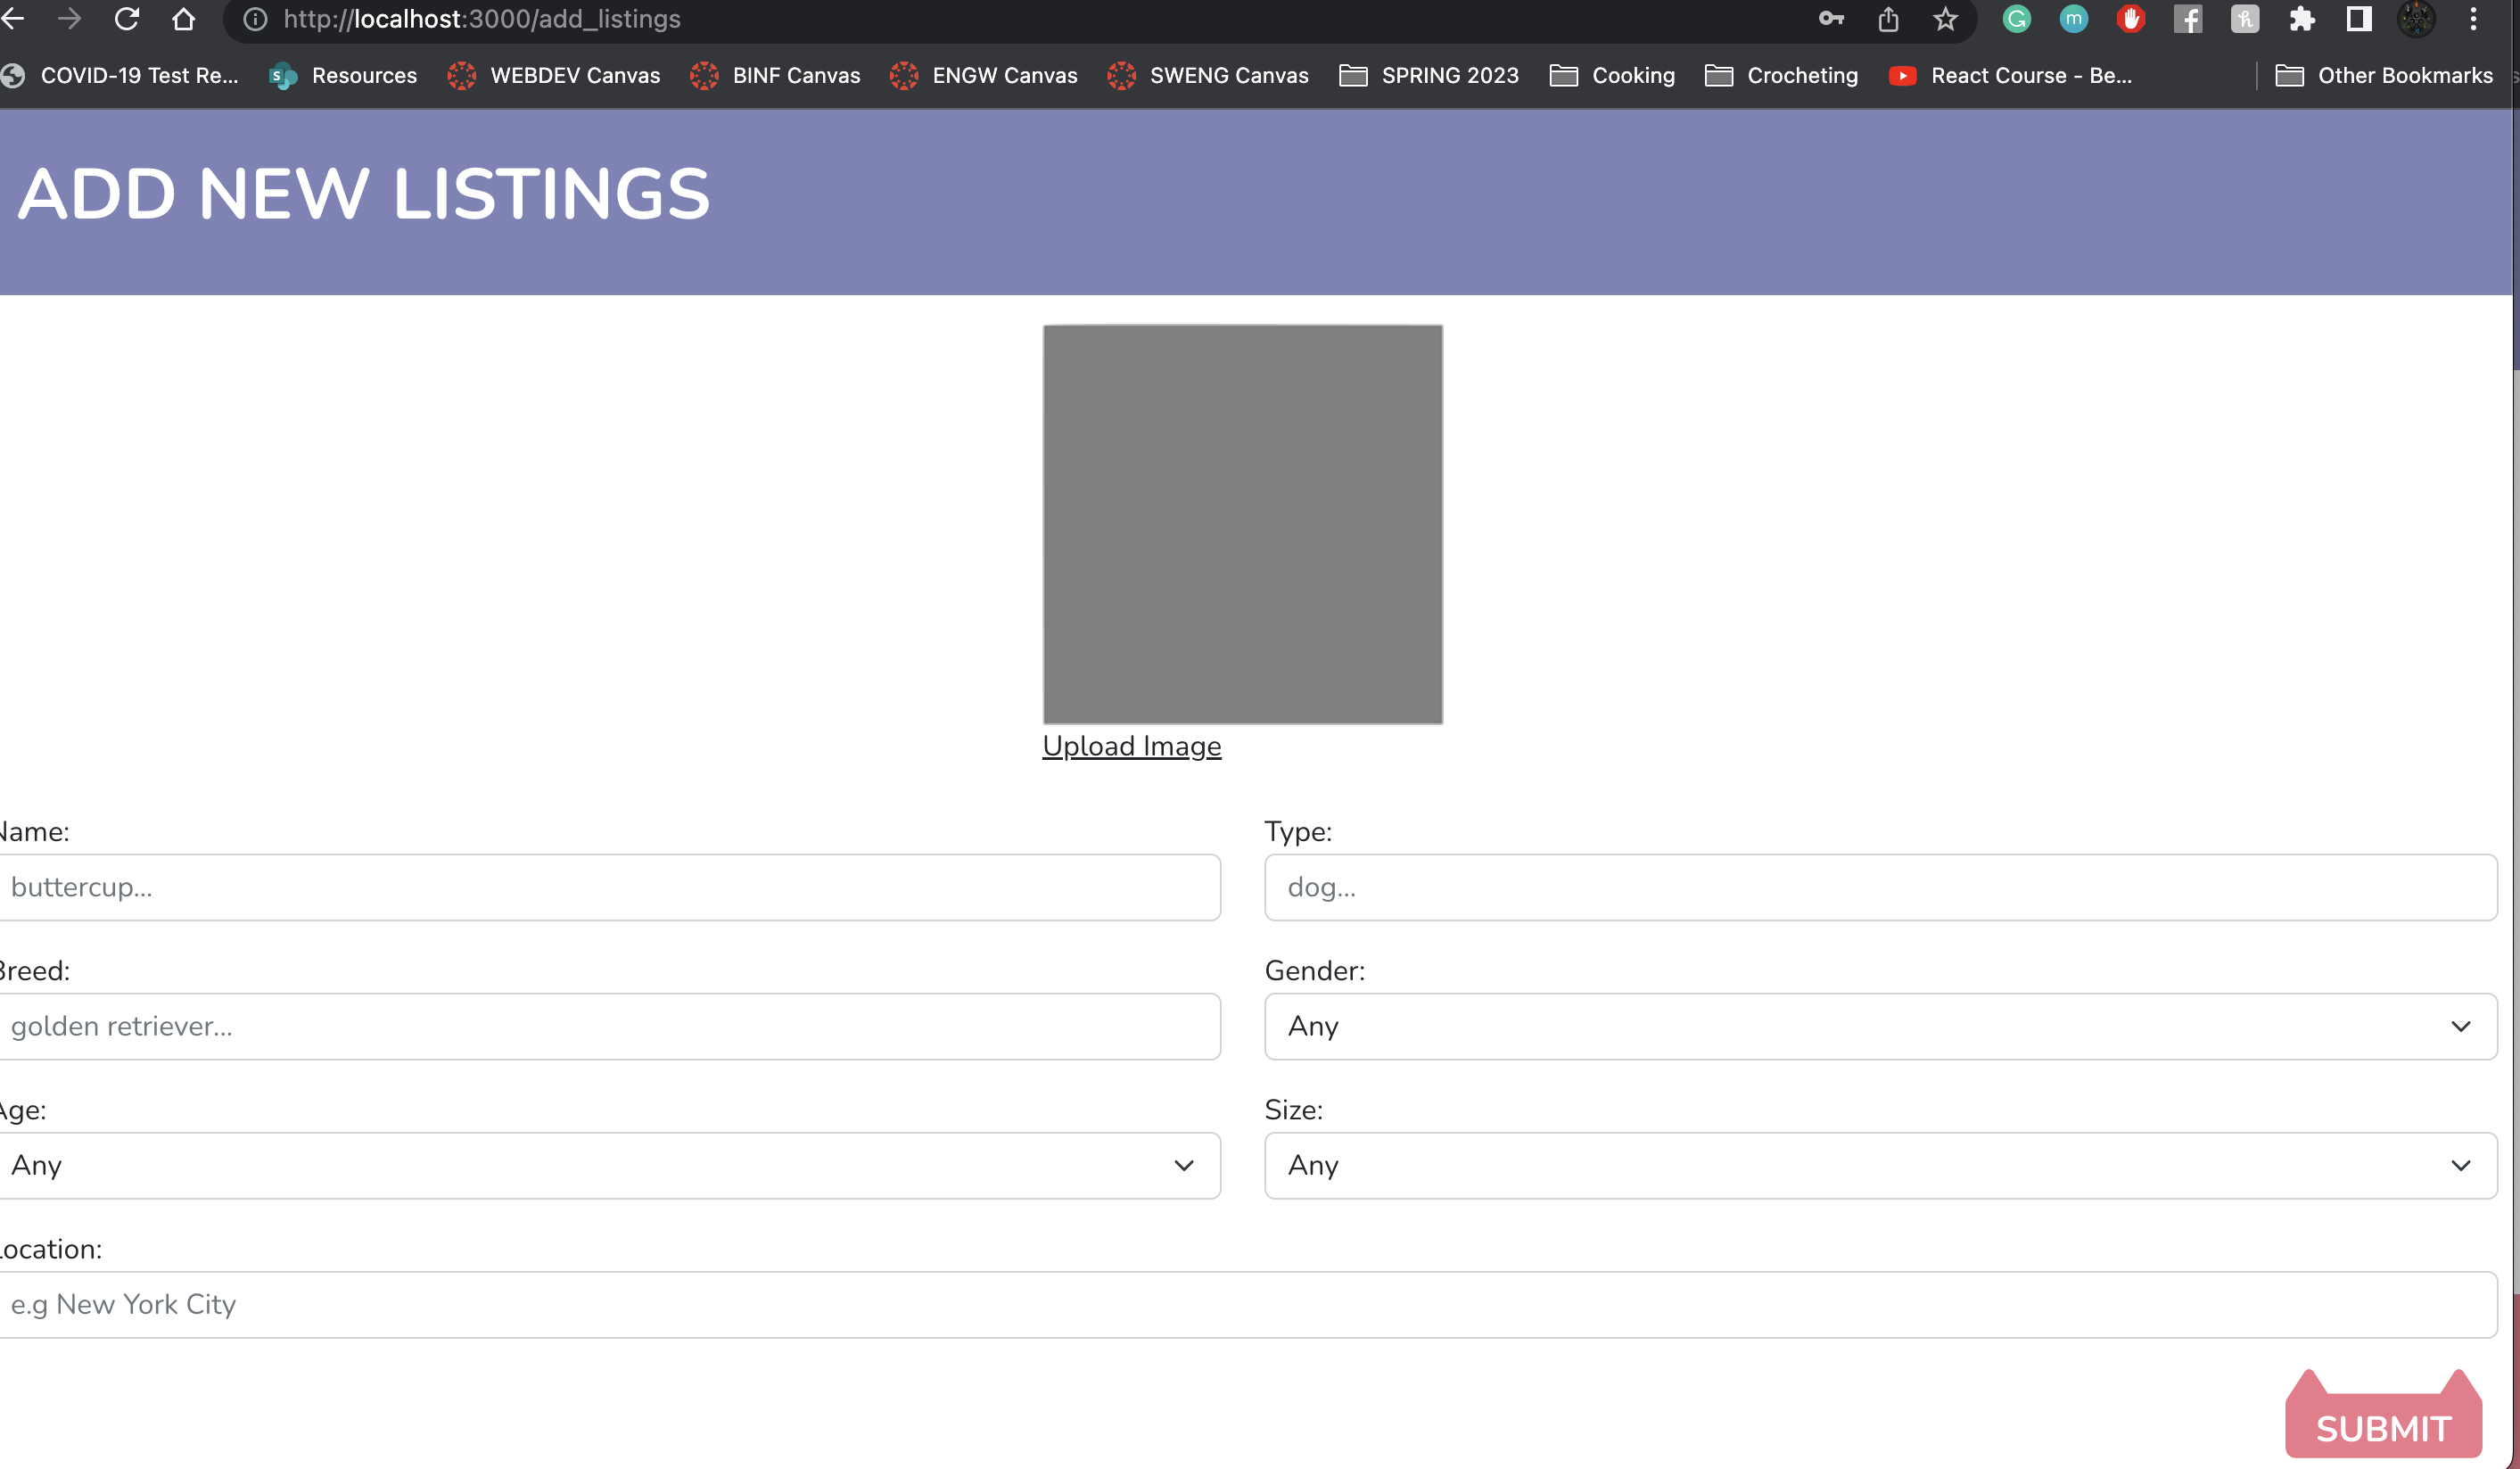 http://localhost:3000/add_listings
COVID-19 Test Re... Resources WEBDEV Canvas BINF Canvas ENGW Canvas SWENG Canvas SPRING 2023 Cooking Crocheting React Course - Be... Other Bookmarks
ADD NEW LISTINGS
Upload Image
Name: Type:
buttercup... dog...
Breed: Gender:
golden retriever... Any
Age: Size:
Any Any
Location:
e.g New York City
SUBMIT